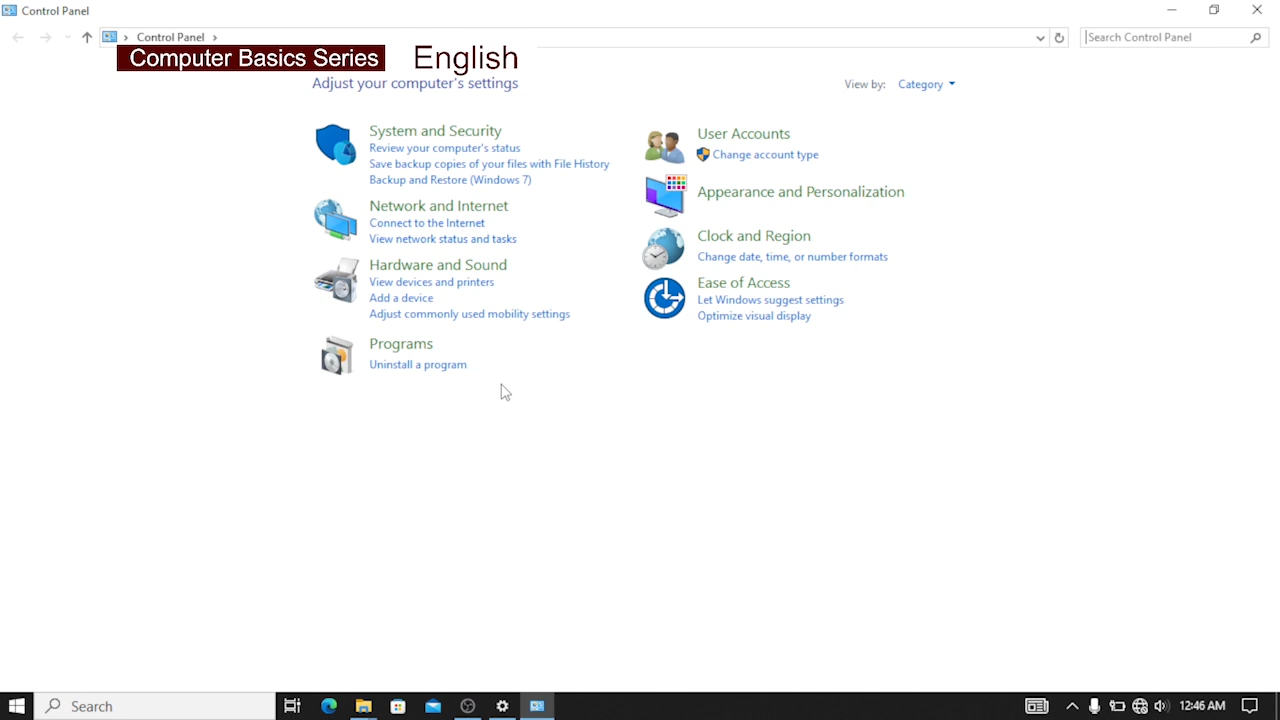 Control Panel
Control Panel
Search Control Panel
Computer Basics Series English
Adjust your computer's settings
View by: Category
System and Security
Review your computer's status
Save backup copies of your files with File History
Backup and Restore (Windows 7)
Network and Internet
Connect to the Internet
View network status and tasks
Hardware and Sound
View devices and printers
Add a device
Adjust commonly used mobility settings
Programs
Uninstall a program
User Accounts
Change account type
Appearance and Personalization
Clock and Region
Change date, time, or number formats
Ease of Access
Let Windows suggest settings
Optimize visual display
Search
12:46 AM